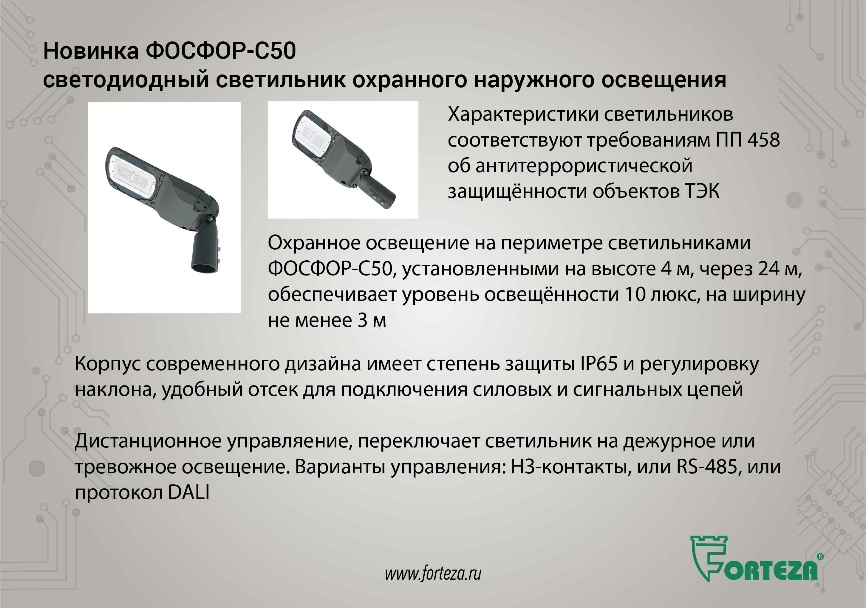 Новинка ФОСФОР-С50
светодиодный светильник охранного наружного освещения
Характеристики светильников
соответствуют требованиям ПП 458
об антитеррористической
защищённости объектов ТЭК
Охранное освещение на периметре светильниками
ФОСФОР-С50, установленными на высоте 4 м, через 24 м,
обеспечивает уровень освещённости 10 люкс, на ширину
не менее 3 м
Корпус современного дизайна имеет степень защиты IP65 и регулировку
наклона, удобный отсек для подключения силовых и сигнальных цепей
Дистанционное управляение, переключает светильник на дежурное или
тревожное освещение. Варианты управления: НЗ-контакты, или RS-485, или
протокол DALI
www.forteza.ru
FORTEZA®